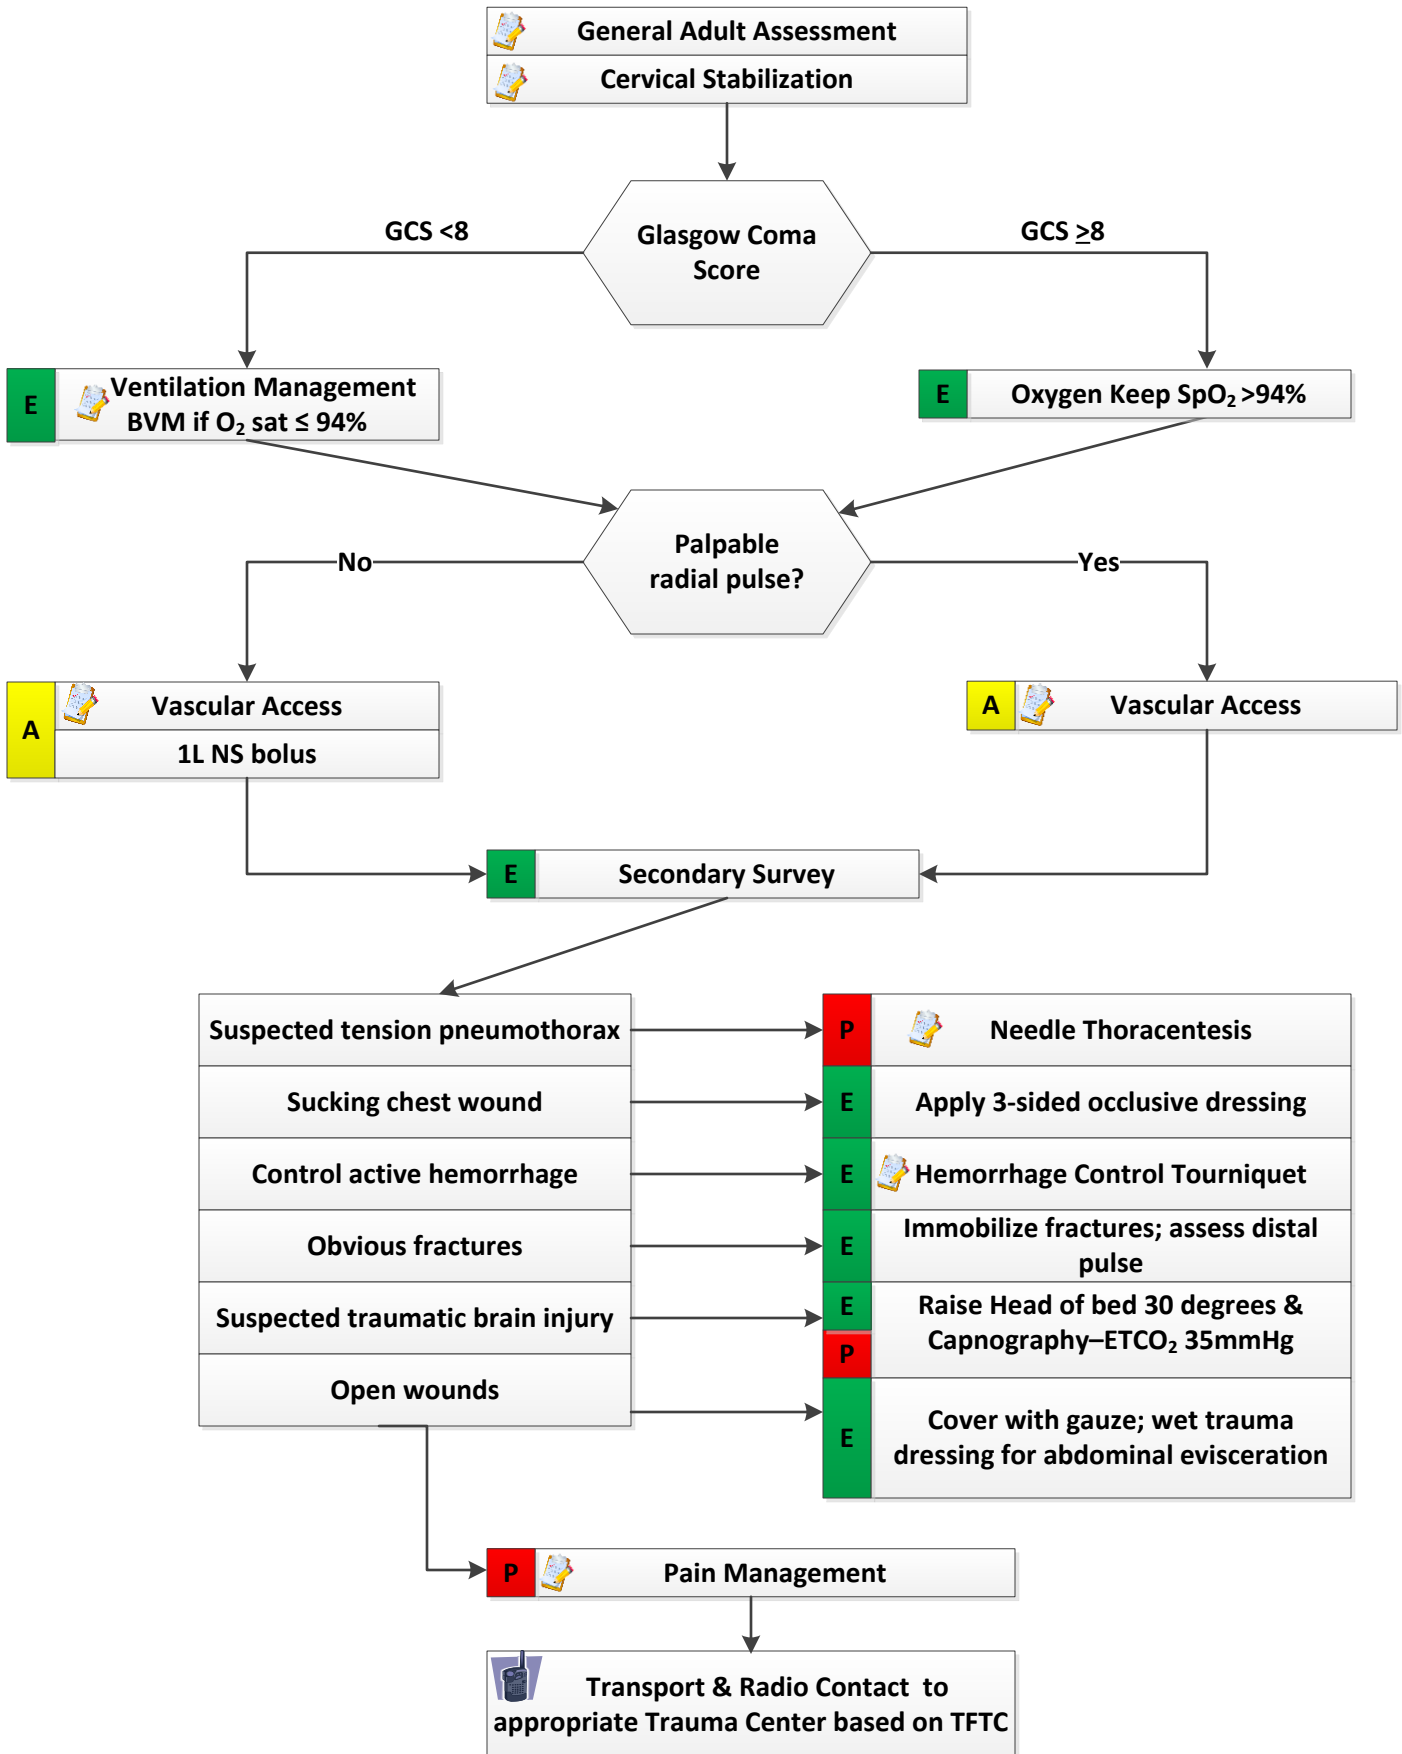 General Adult Assessment
Cervical Stabilization
GCS <8
Glasgow Coma
Score
GCS ≥8
E
Ventilation Management
BVM if O₂ sat ≤ 94%
E
Oxygen Keep SpO₂ >94%
Palpable
radial pulse?
No
Yes
A
Vascular Access
1L NS bolus
A
Vascular Access
E
Secondary Survey
Suspected tension pneumothorax
P
Needle Thoracentesis
Sucking chest wound
E
Apply 3-sided occlusive dressing
Control active hemorrhage
E
Hemorrhage Control Tourniquet
Obvious fractures
E
Immobilize fractures; assess distal
pulse
Suspected traumatic brain injury
E
P
Raise Head of bed 30 degrees &
Capnography–ETCO₂ 35mmHg
Open wounds
E
Cover with gauze; wet trauma
dressing for abdominal evisceration
P
Pain Management
Transport & Radio Contact to
appropriate Trauma Center based on TFTC